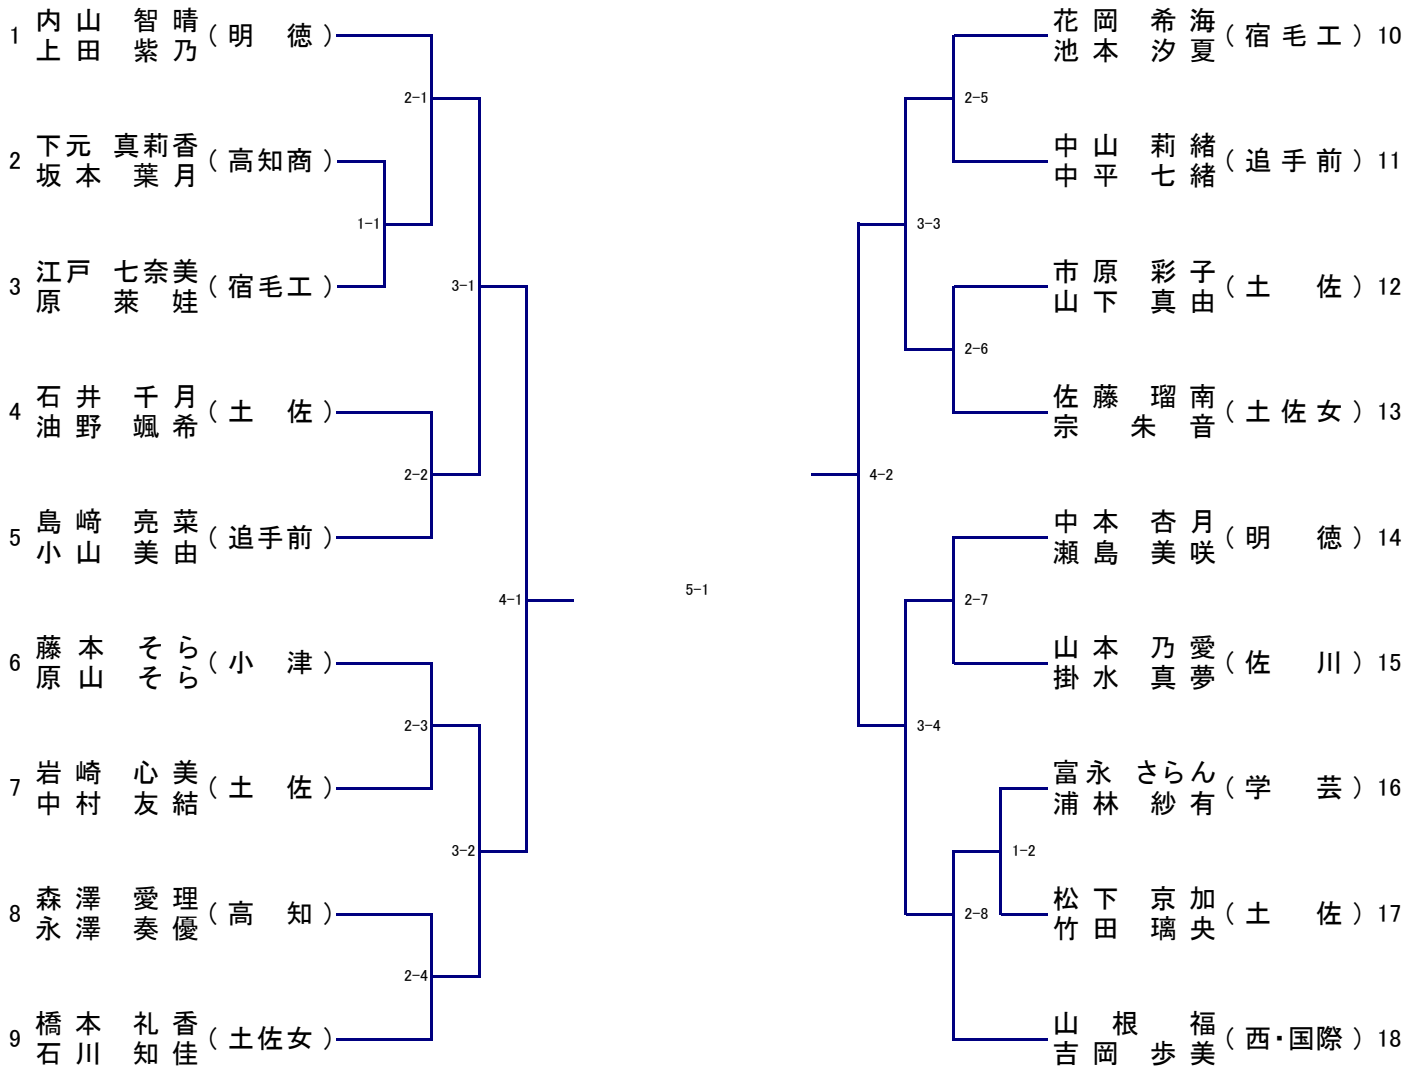 1 内山 智晴 (明 徳)
上田 紫乃
2-1
2 下元 真莉香 (高知商)
坂本 葉月
1-1
3 江戸 七奈美 (宿毛工)
原 萊娃
3-1
4 石井 千月 (土 佐)
油野 颯希
2-2
5 島﨑 亮菜 (追手前)
小山 美由
4-1
6 藤本 そら (小 津)
原山 そら
2-3
7 岩崎 心美 (土 佐)
中村 友結
3-2
8 森澤 愛理 (高 知)
永澤 奏優
2-4
9 橋本 礼香 (土佐女)
石川 知佳
5-1
花岡 希海 (宿毛工) 10
池本 汐夏
2-5
中山 莉緒 (追手前) 11
中平 七緒
3-3
市原 彩子 (土 佐) 12
山下 真由
2-6
佐藤 瑠南 (土佐女) 13
宗 朱音
4-2
中本 杏月 (明 徳) 14
瀬島 美咲
2-7
山本 乃愛 (佐 川) 15
掛水 真夢
3-4
富永 さらん (学 芸) 16
浦林 紗有
1-2
松下 京加 (土 佐) 17
竹田 璃央
2-8
山根 福 (西・国際) 18
吉岡 歩美